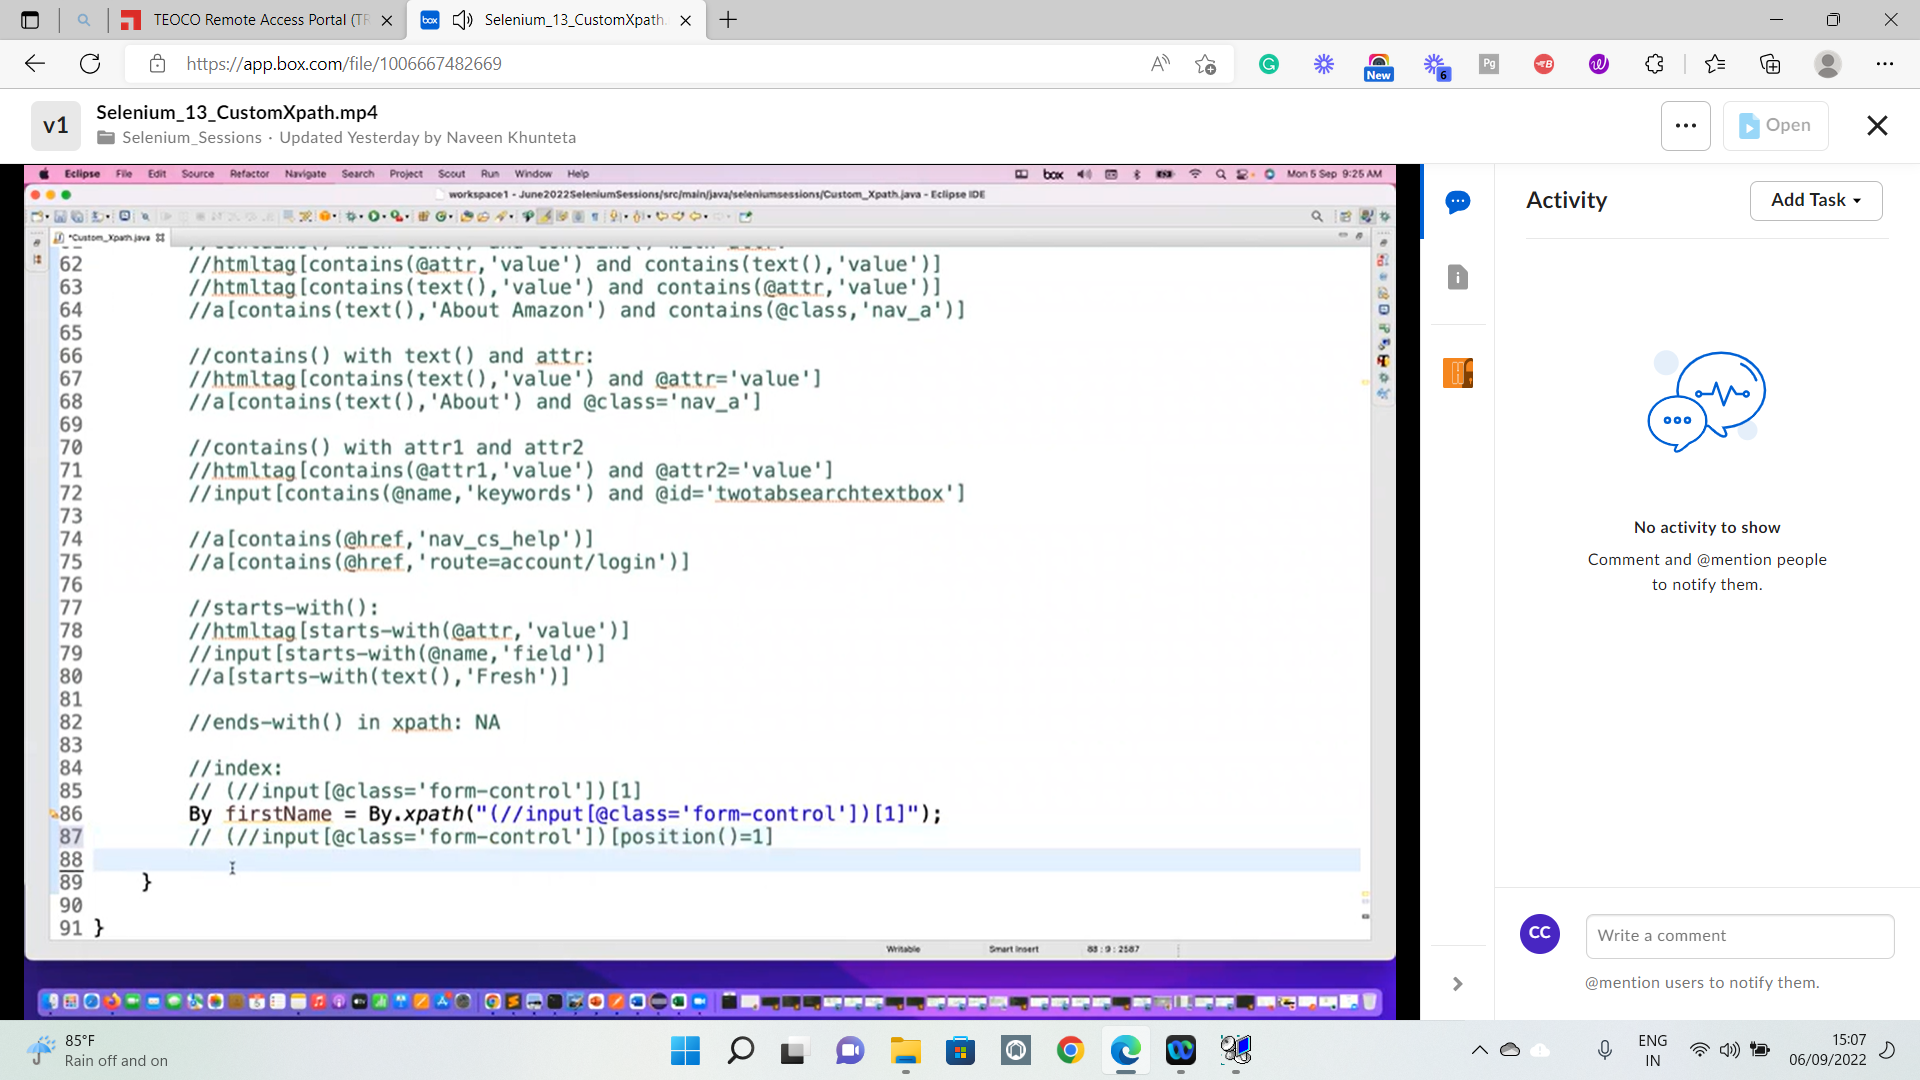 TEOCO Remote Access Portal (TR
Selenium_13_CustomXpath.
https://app.box.com/file/1006667482669
New
6
Pg
v1
Selenium_13_CustomXpath.mp4
Selenium_Sessions · Updated Yesterday by Naveen Khunteta
Open
Eclipse File Edit Source Refactor Navigate Search Project Scout Run Window Help
box
Mon 5 Sep 9:25 AM
workspace1 - June2022SeleniumSessions/src/main/java/seleniumsessions/Custom_Xpath.java - Eclipse IDE
*Custom_Xpath.java
62 //htmltag[contains(@attr,'value') and contains(text(),'value')]
63 //htmltag[contains(text(),'value') and contains(@attr,'value')]
64 //a[contains(text(),'About Amazon') and contains(@class,'nav_a')]
65
66 //contains() with text() and attr:
67 //htmltag[contains(text(),'value') and @attr='value']
68 //a[contains(text(),'About') and @class='nav_a']
69
70 //contains() with attr1 and attr2
71 //htmltag[contains(@attr1,'value') and @attr2='value']
72 //input[contains(@name,'keywords') and @id='twotabsearchtextbox']
73
74 //a[contains(@href,'nav_cs_help')]
75 //a[contains(@href,'route=account/login')]
76
77 //starts-with():
78 //htmltag[starts-with(@attr,'value')]
79 //input[starts-with(@name,'field')]
80 //a[starts-with(text(),'Fresh')]
81
82 //ends-with() in xpath: NA
83
84 //index:
85 // (//input[@class='form-control'])[1]
86 By firstName = By.xpath("(//input[@class='form-control'])[1]");
87 // (//input[@class='form-control'])[position()=1]
88
89 }
90
91 }
Writable
Smart Insert
88 : 9 : 2587
Activity
Add Task
No activity to show
Comment and @mention people
to notify them.
CC
Write a comment
@mention users to notify them.
85°F
Rain off and on
ENG
IN
15:07
06/09/2022